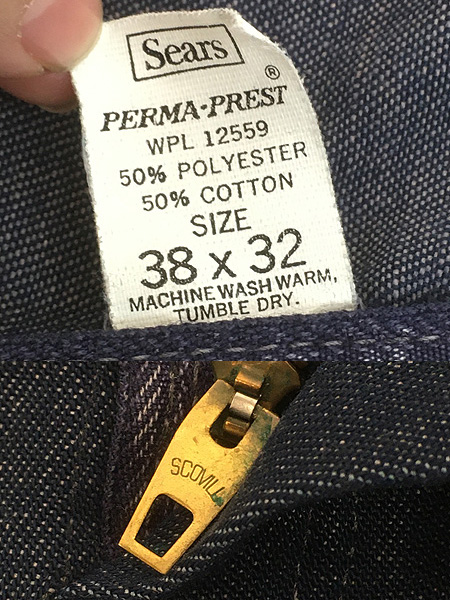 Sears
®
PERMA-PREST
WPL 12559
50% POLYESTER
50% COTTON
SIZE
38 x 32
MACHINE WASH WARM,
TUMBLE DRY.
SCOVILL